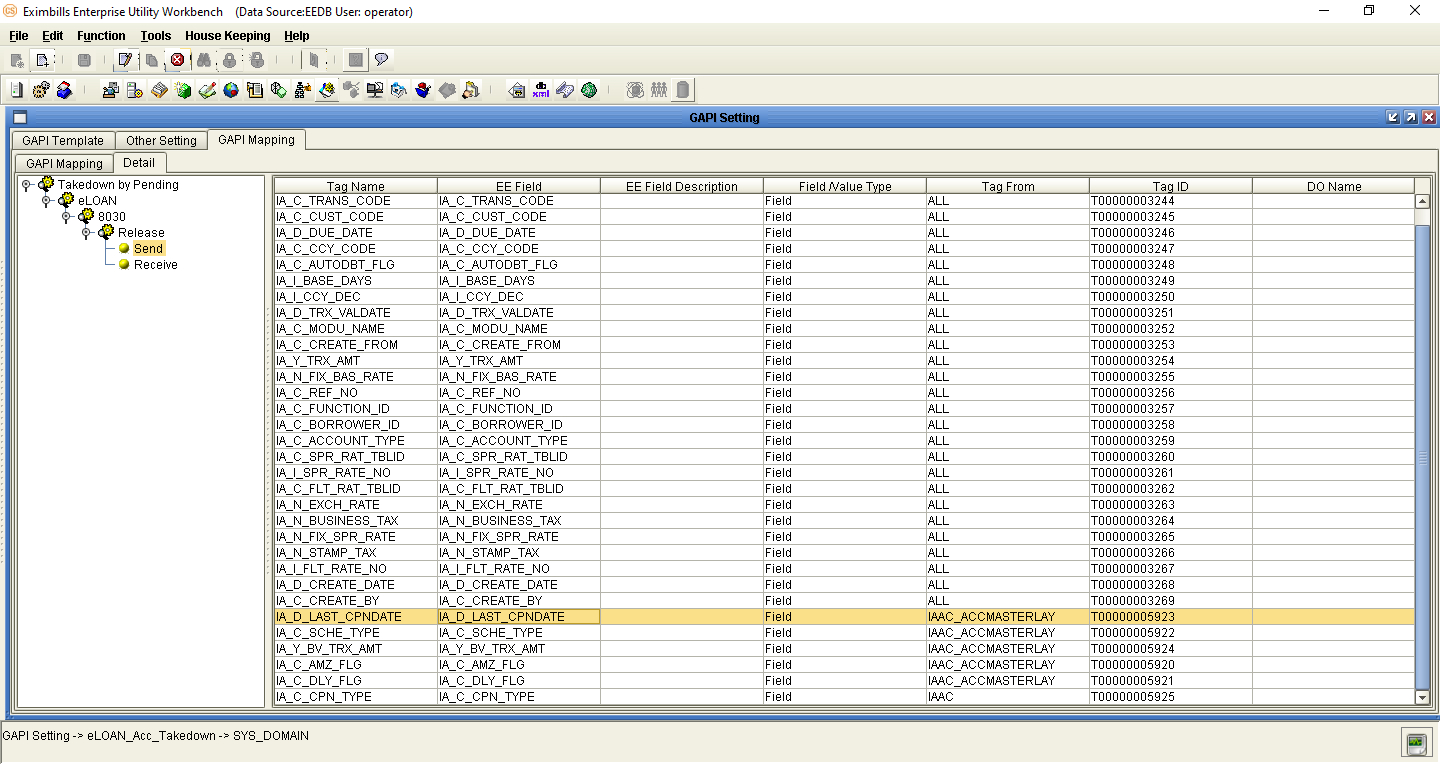 CS Eximbills Enterprise Utility Workbench (Data Source:EEDB User: operator)
File Edit Function Tools House Keeping Help
db
xml
GAPI Setting
GAPI Template Other Setting GAPI Mapping
GAPI Mapping Detail
Takedown by Pending
eLOAN
8030
Release
Send
Receive
Tag Name EE Field EE Field Description Field /Value Type Tag From Tag ID DO Name
IA_C_TRANS_CODE IA_C_TRANS_CODE Field ALL T00000003244
IA_C_CUST_CODE IA_C_CUST_CODE Field ALL T00000003245
IA_D_DUE_DATE IA_D_DUE_DATE Field ALL T00000003246
IA_C_CCY_CODE IA_C_CCY_CODE Field ALL T00000003247
IA_C_AUTODBT_FLG IA_C_AUTODBT_FLG Field ALL T00000003248
IA_I_BASE_DAYS IA_I_BASE_DAYS Field ALL T00000003249
IA_I_CCY_DEC IA_I_CCY_DEC Field ALL T00000003250
IA_D_TRX_VALDATE IA_D_TRX_VALDATE Field ALL T00000003251
IA_C_MODU_NAME IA_C_MODU_NAME Field ALL T00000003252
IA_C_CREATE_FROM IA_C_CREATE_FROM Field ALL T00000003253
IA_Y_TRX_AMT IA_Y_TRX_AMT Field ALL T00000003254
IA_N_FIX_BAS_RATE IA_N_FIX_BAS_RATE Field ALL T00000003255
IA_C_REF_NO IA_C_REF_NO Field ALL T00000003256
IA_C_FUNCTION_ID IA_C_FUNCTION_ID Field ALL T00000003257
IA_C_BORROWER_ID IA_C_BORROWER_ID Field ALL T00000003258
IA_C_ACCOUNT_TYPE IA_C_ACCOUNT_TYPE Field ALL T00000003259
IA_C_SPR_RAT_TBLID IA_C_SPR_RAT_TBLID Field ALL T00000003260
IA_I_SPR_RATE_NO IA_I_SPR_RATE_NO Field ALL T00000003261
IA_C_FLT_RAT_TBLID IA_C_FLT_RAT_TBLID Field ALL T00000003262
IA_N_EXCH_RATE IA_N_EXCH_RATE Field ALL T00000003263
IA_N_BUSINESS_TAX IA_N_BUSINESS_TAX Field ALL T00000003264
IA_N_FIX_SPR_RATE IA_N_FIX_SPR_RATE Field ALL T00000003265
IA_N_STAMP_TAX IA_N_STAMP_TAX Field ALL T00000003266
IA_I_FLT_RATE_NO IA_I_FLT_RATE_NO Field ALL T00000003267
IA_D_CREATE_DATE IA_D_CREATE_DATE Field ALL T00000003268
IA_C_CREATE_BY IA_C_CREATE_BY Field ALL T00000003269
IA_D_LAST_CPNDATE IA_D_LAST_CPNDATE Field IAAC_ACCMASTERLAY T00000005923
IA_C_SCHE_TYPE IA_C_SCHE_TYPE Field IAAC_ACCMASTERLAY T00000005922
IA_Y_BV_TRX_AMT IA_Y_BV_TRX_AMT Field IAAC_ACCMASTERLAY T00000005924
IA_C_AMZ_FLG IA_C_AMZ_FLG Field IAAC_ACCMASTERLAY T00000005920
IA_C_DLY_FLG IA_C_DLY_FLG Field IAAC_ACCMASTERLAY T00000005921
IA_C_CPN_TYPE IA_C_CPN_TYPE Field IAAC T00000005925
GAPI Setting -> eLOAN_Acc_Takedown -> SYS_DOMAIN